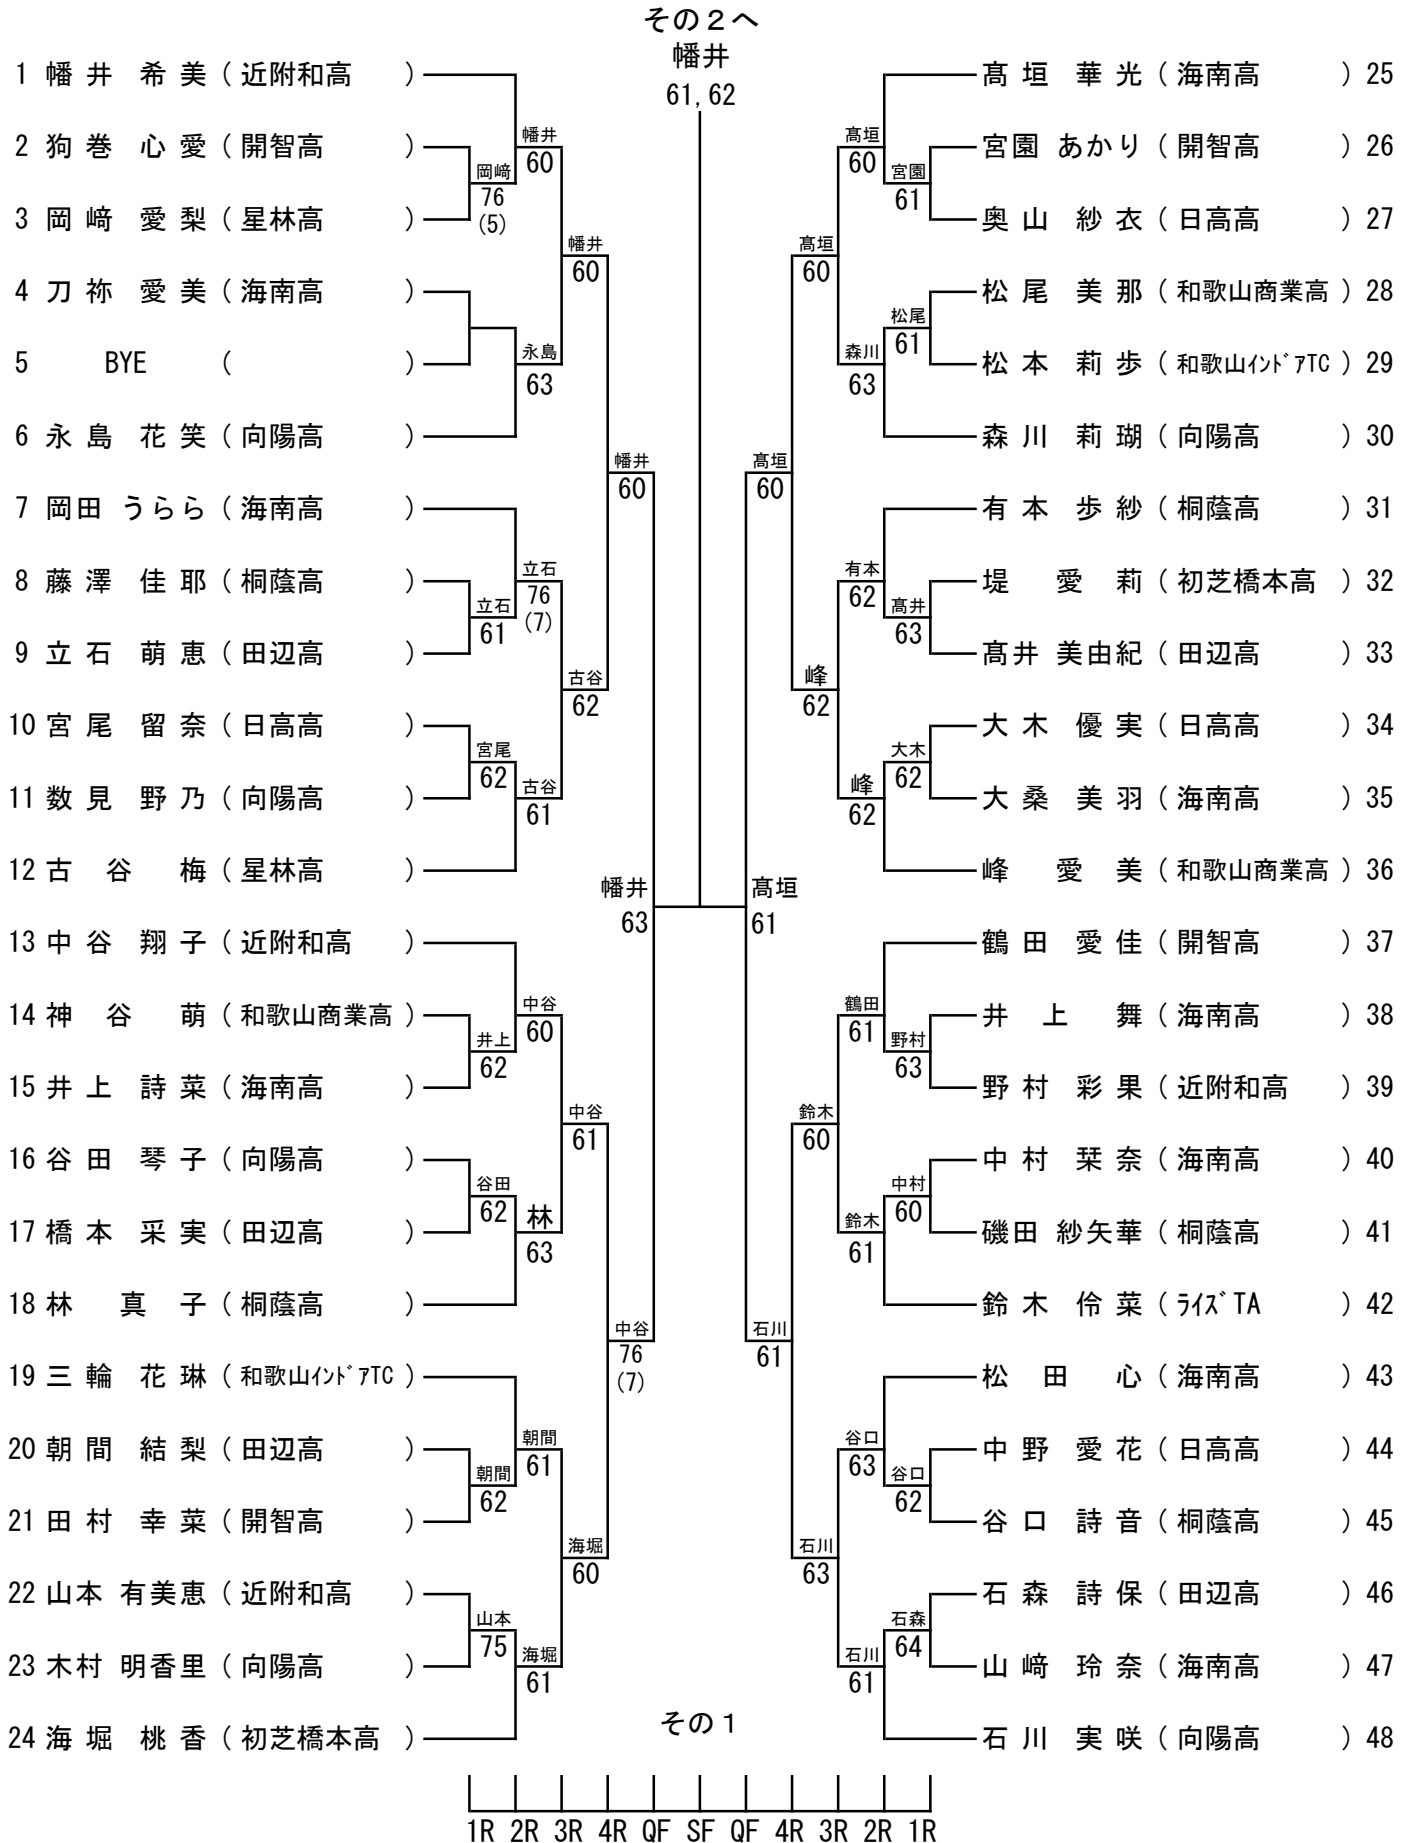 その２へ
幡井
61,62
1 幡井 希美 ( 近附和高 )
2 狗巻 心愛 ( 開智高 )
3 岡﨑 愛梨 ( 星林高 )
4 刀祢 愛美 ( 海南高 )
5 BYE ( )
6 永島 花笑 ( 向陽高 )
7 岡田 うらら ( 海南高 )
8 藤澤 佳耶 ( 桐蔭高 )
9 立石 萌恵 ( 田辺高 )
10 宮尾 留奈 ( 日高高 )
11 数見 野乃 ( 向陽高 )
12 古谷 梅 ( 星林高 )
13 中谷 翔子 ( 近附和高 )
14 神谷 萌 ( 和歌山商業高 )
15 井上 詩菜 ( 海南高 )
16 谷田 琴子 ( 向陽高 )
17 橋本 采実 ( 田辺高 )
18 林 真子 ( 桐蔭高 )
19 三輪 花琳 ( 和歌山ｲﾝﾄﾞｱTC )
20 朝間 結梨 ( 田辺高 )
21 田村 幸菜 ( 開智高 )
22 山本 有美恵 ( 近附和高 )
23 木村 明香里 ( 向陽高 )
24 海堀 桃香 ( 初芝橋本高 )
岡﨑
76
(5)
立石
61
宮尾
62
井上
62
谷田
62
朝間
62
山本
75
幡井
60
永島
63
立石
76
(7)
古谷
61
中谷
60
林
63
朝間
61
海堀
61
幡井
60
古谷
62
中谷
61
海堀
60
幡井
60
中谷
76
(7)
幡井
63
髙垣
61
髙垣
60
石川
61
髙垣
60
峰
62
鈴木
60
石川
63
髙垣
60
森川
63
有本
62
峰
62
鶴田
61
鈴木
61
谷口
63
石川
61
宮園
61
松尾
61
髙井
63
大木
62
野村
63
中村
60
谷口
62
石森
64
髙垣 華光 ( 海南高 ) 25
宮園 あかり ( 開智高 ) 26
奥山 紗衣 ( 日高高 ) 27
松尾 美那 ( 和歌山商業高 ) 28
松本 莉歩 ( 和歌山ｲﾝﾄﾞｱTC ) 29
森川 莉瑚 ( 向陽高 ) 30
有本 歩紗 ( 桐蔭高 ) 31
堤 愛莉 ( 初芝橋本高 ) 32
髙井 美由紀 ( 田辺高 ) 33
大木 優実 ( 日高高 ) 34
大桑 美羽 ( 海南高 ) 35
峰 愛美 ( 和歌山商業高 ) 36
鶴田 愛佳 ( 開智高 ) 37
井上 舞 ( 海南高 ) 38
野村 彩果 ( 近附和高 ) 39
中村 栞奈 ( 海南高 ) 40
磯田 紗矢華 ( 桐蔭高 ) 41
鈴木 伶菜 ( ﾗｲｽﾞTA ) 42
松田 心 ( 海南高 ) 43
中野 愛花 ( 日高高 ) 44
谷口 詩音 ( 桐蔭高 ) 45
石森 詩保 ( 田辺高 ) 46
山﨑 玲奈 ( 海南高 ) 47
石川 実咲 ( 向陽高 ) 48
その１
1R 2R 3R 4R QF SF QF 4R 3R 2R 1R